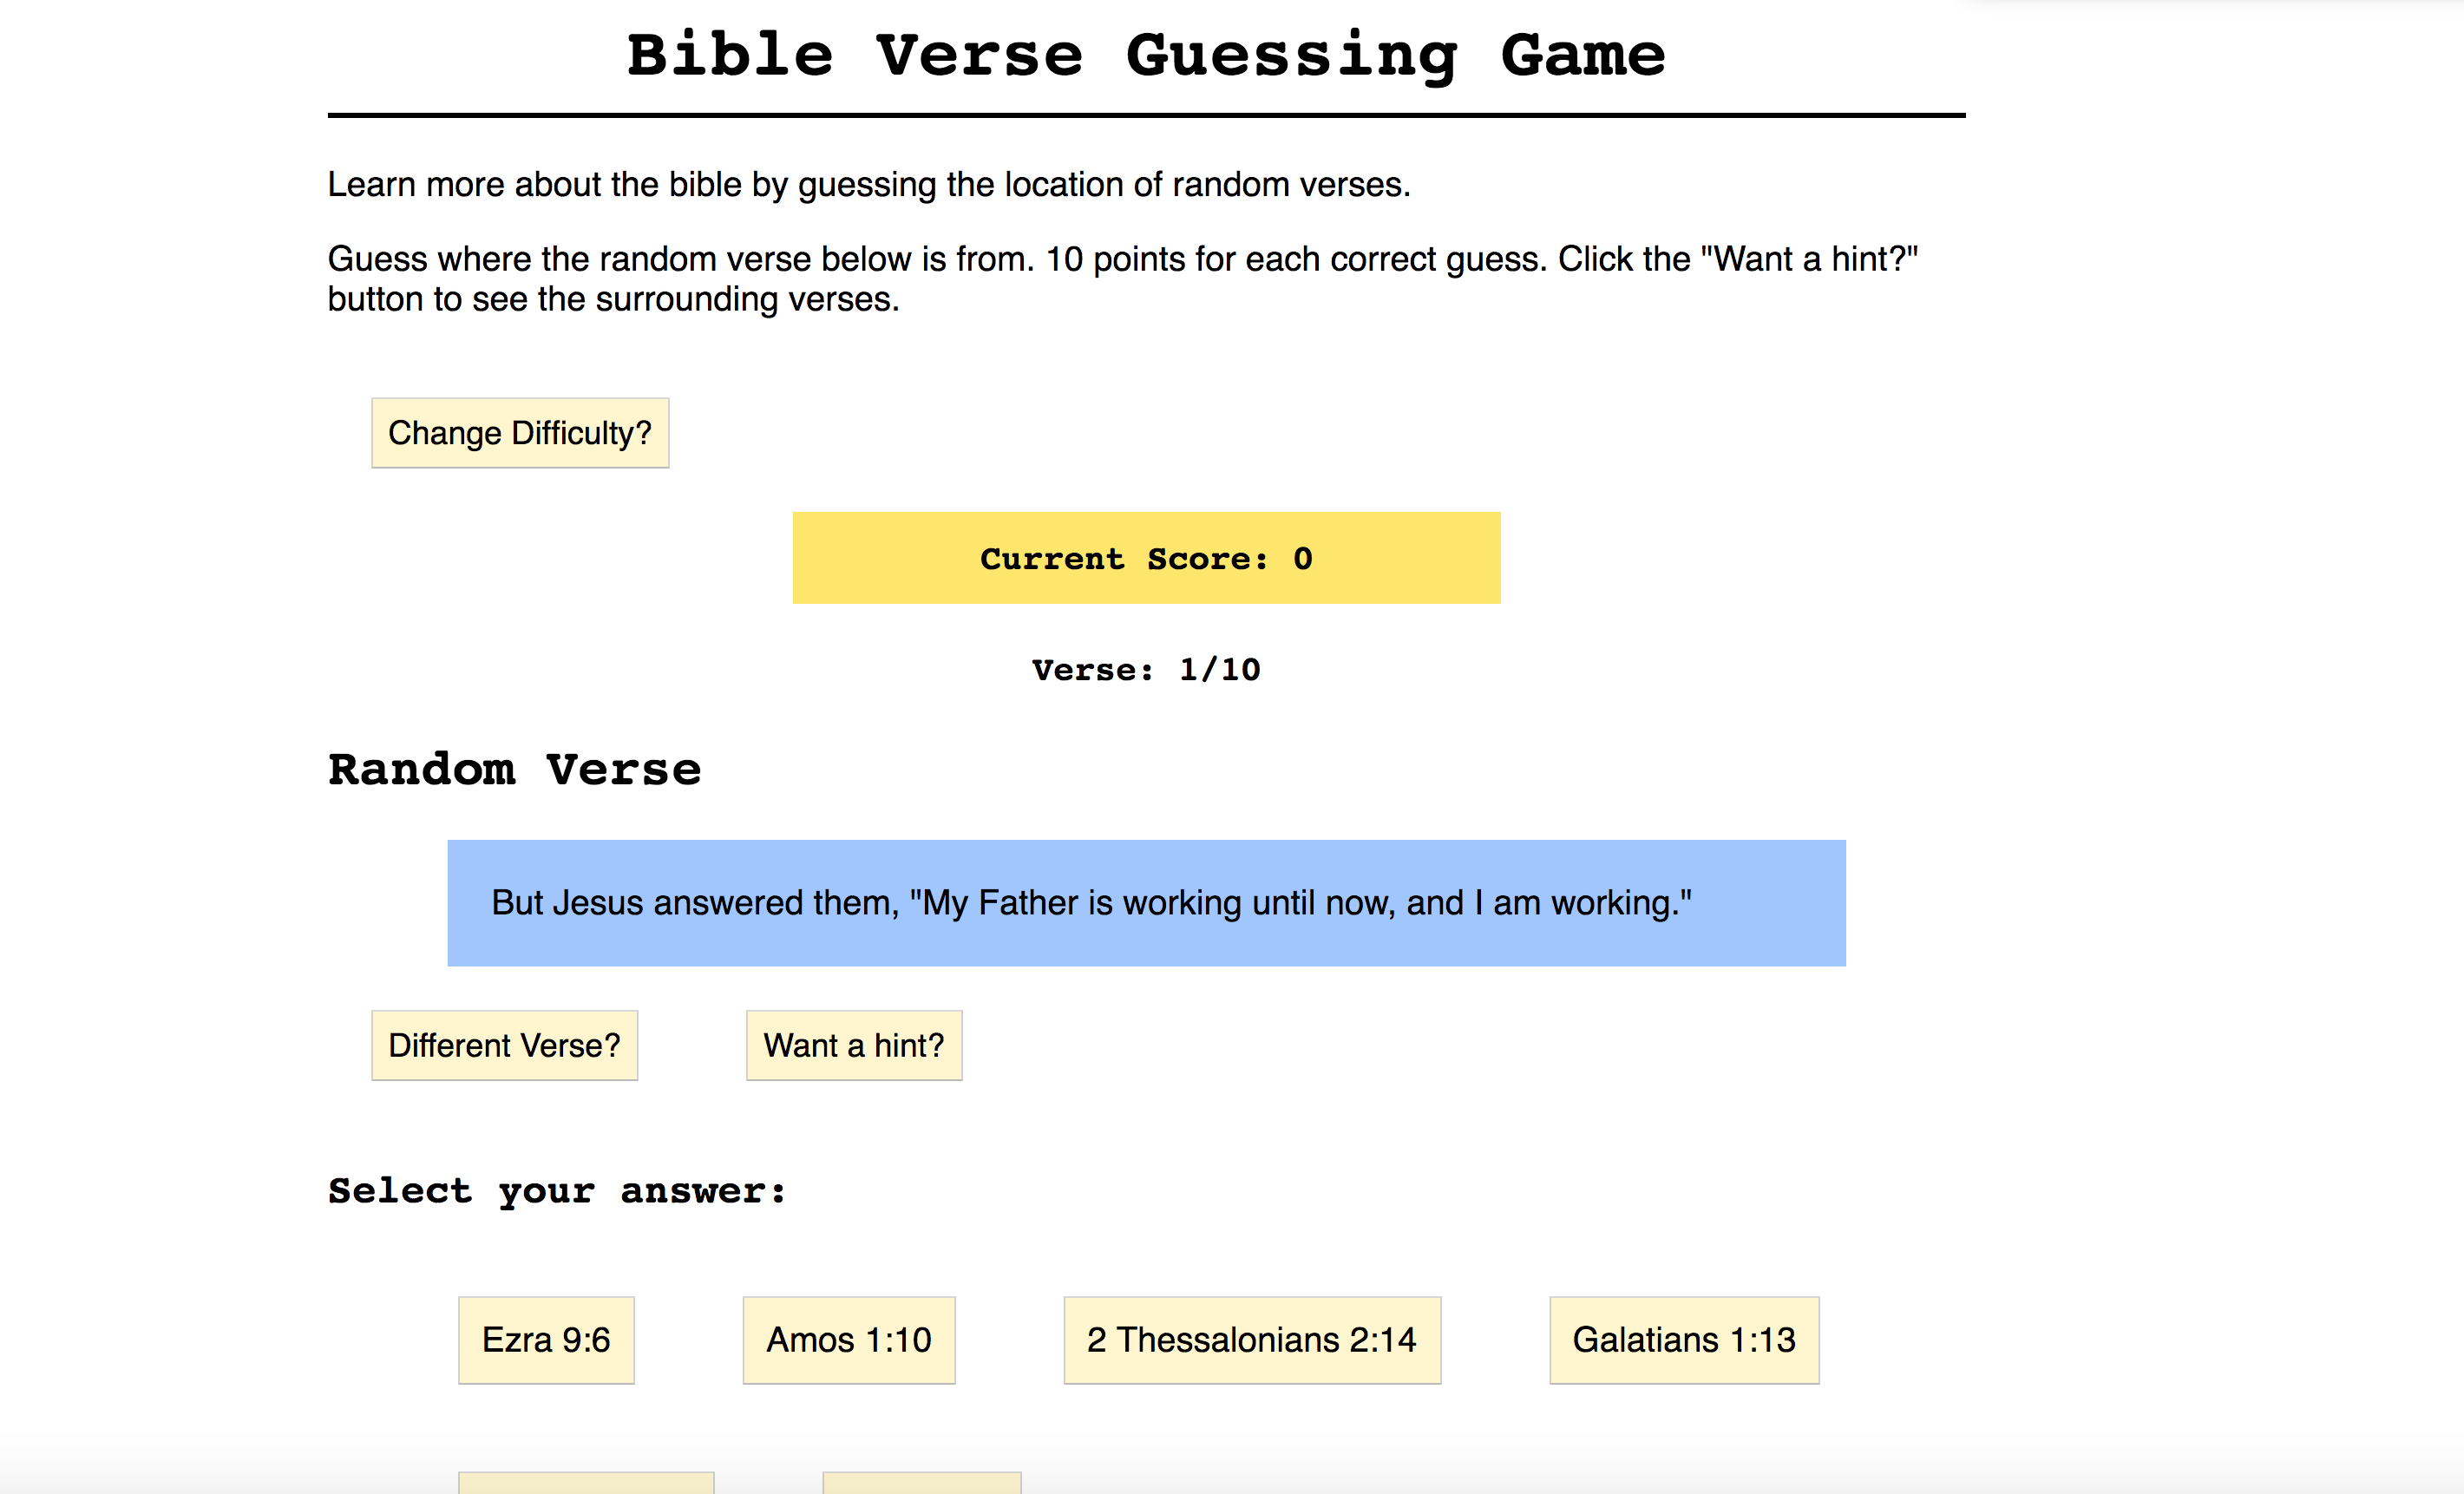 Bible Verse Guessing Game
Learn more about the bible by guessing the location of random verses.
Guess where the random verse below is from. 10 points for each correct guess. Click the "Want a hint?"
button to see the surrounding verses.
Change Difficulty?
Current Score: 0
Verse: 1/10
Random Verse
But Jesus answered them, "My Father is working until now, and I am working."
Different Verse?
Want a hint?
Select your answer:
Ezra 9:6
Amos 1:10
2 Thessalonians 2:14
Galatians 1:13